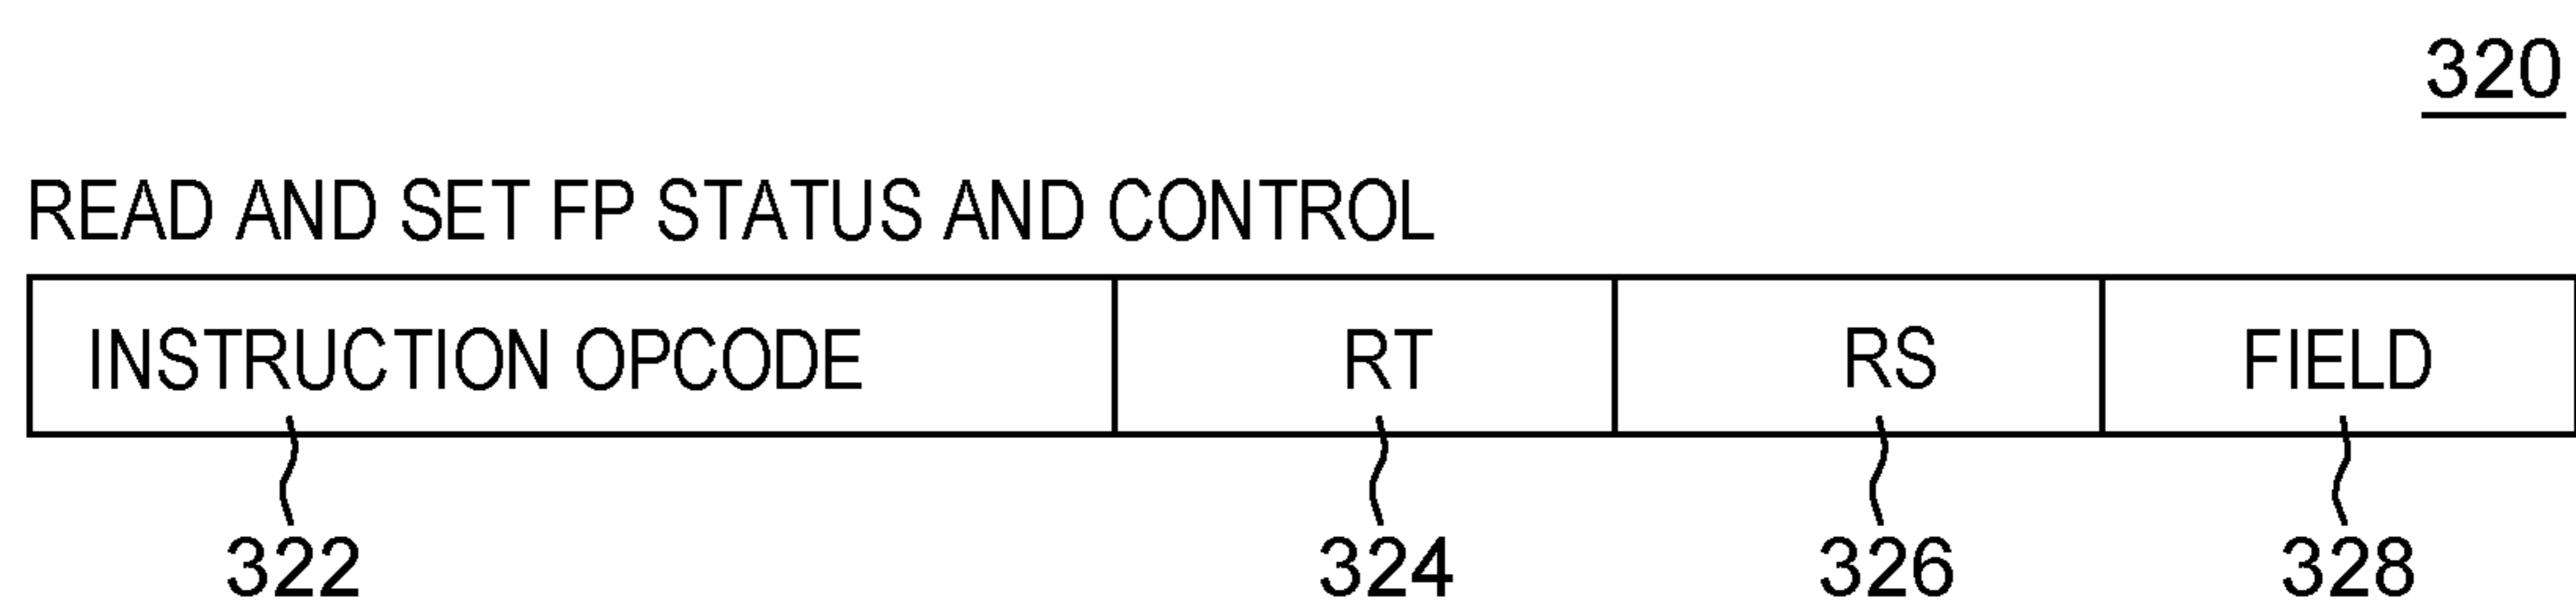 320
READ AND SET FP STATUS AND CONTROL
INSTRUCTION OPCODE RT RS FIELD
322 324 326 328